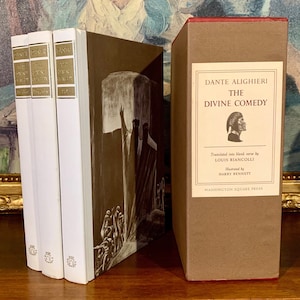 DANTE ALIGHIERI
THE
DIVINE COMEDY
Translated into blank verse by
LOUIS BIANCOLLI
Illustrated by
HARRY BENNETT
WASHINGTON SQUARE PRESS